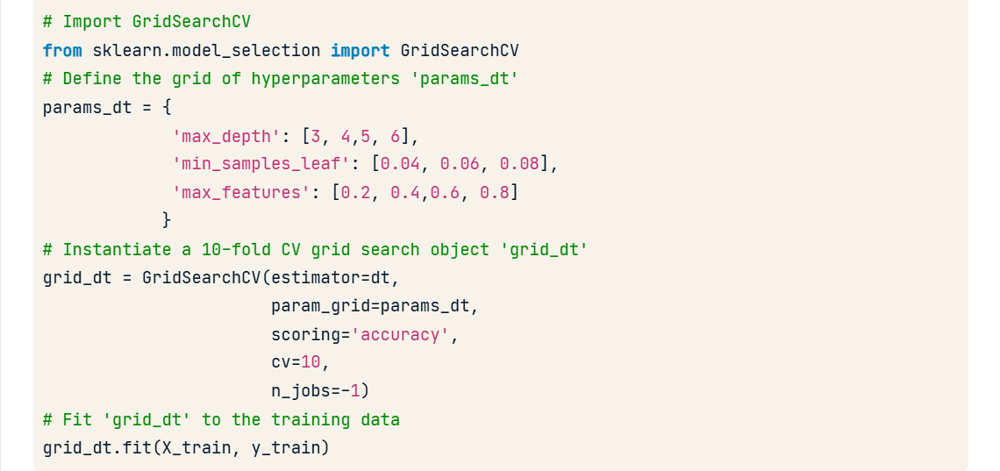 # Import GridSearchCV
from sklearn.model_selection import GridSearchCV
# Define the grid of hyperparameters 'params_dt'
params_dt = {
             'max_depth': [3, 4,5, 6],
             'min_samples_leaf': [0.04, 0.06, 0.08],
             'max_features': [0.2, 0.4,0.6, 0.8]
            }
# Instantiate a 10-fold CV grid search object 'grid_dt'
grid_dt = GridSearchCV(estimator=dt,
                       param_grid=params_dt,
                       scoring='accuracy',
                       cv=10,
                       n_jobs=-1)
# Fit 'grid_dt' to the training data
grid_dt.fit(X_train, y_train)